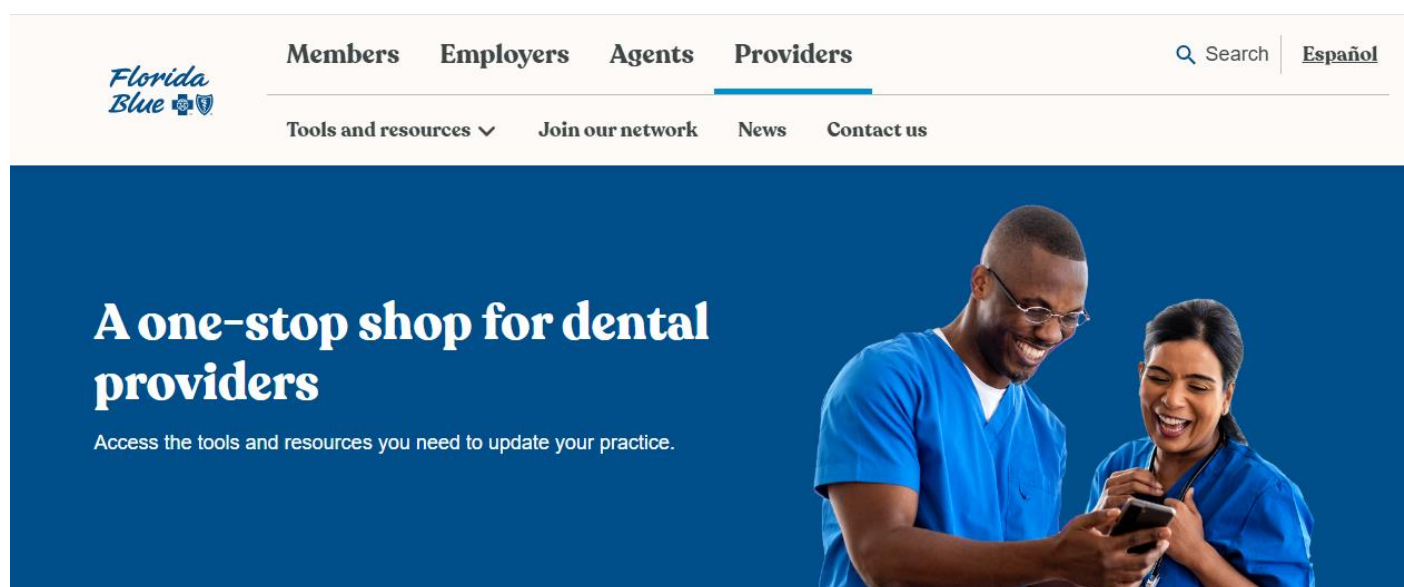 Florida
Blue
Members Employers Agents Providers
Search Español
Tools and resources Join our network News Contact us
A one-stop shop for dental
providers
Access the tools and resources you need to update your practice.